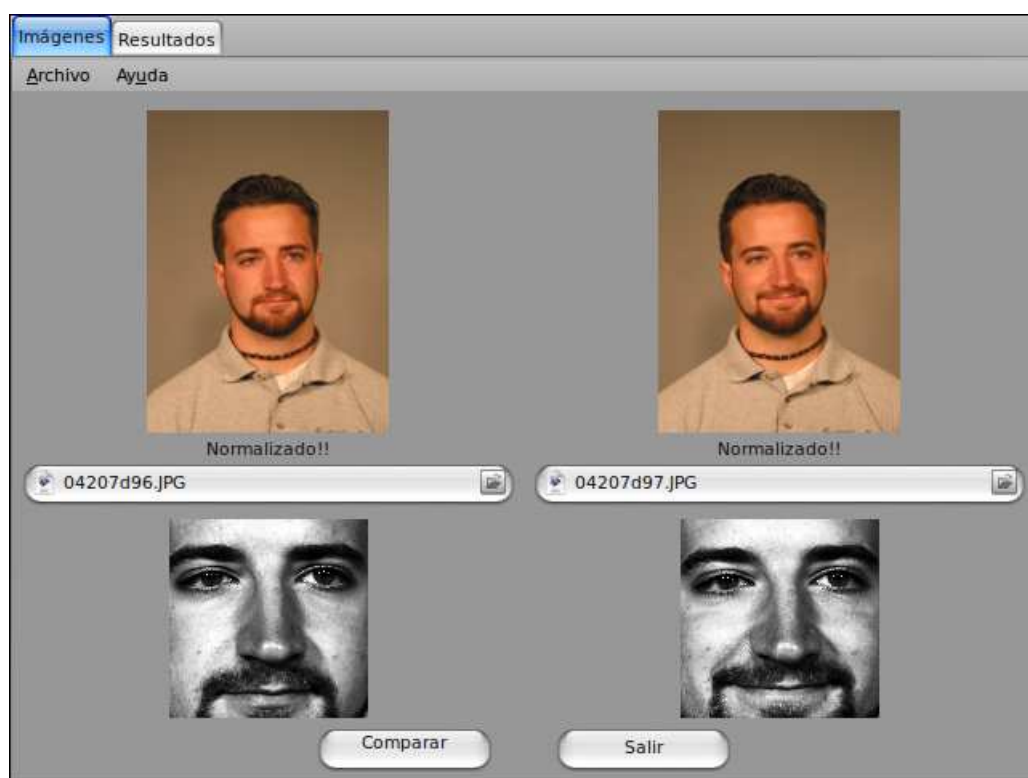 Imágenes Resultados
Archivo Ayuda
Normalizado!! Normalizado!!
04207d96.JPG 04207d97.JPG
Comparar Salir